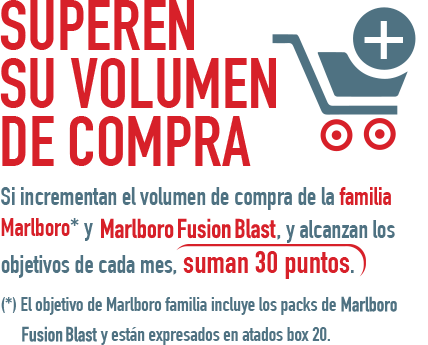 SUPEREN
SU VOLUMEN
DE COMPRA
Si incrementan el volumen de compra de la familia
Marlboro* y Marlboro Fusion Blast, y alcanzan los
objetivos de cada mes, suman 30 puntos.
(*) El objetivo de Marlboro familia incluye los packs de Marlboro
Fusion Blast y están expresados en atados box 20.